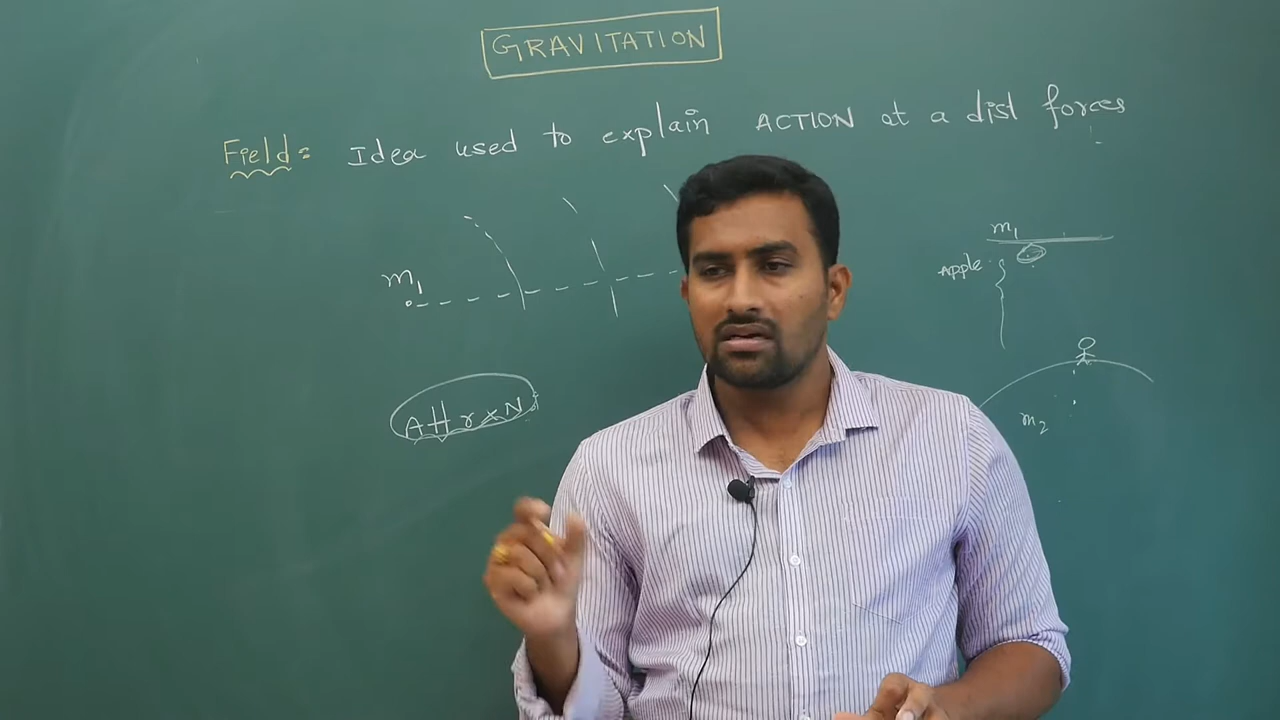 GRAVITATION
Field: Idea used to explain ACTION at a dist forces
m1
Apple
m1
m2
AttrxN